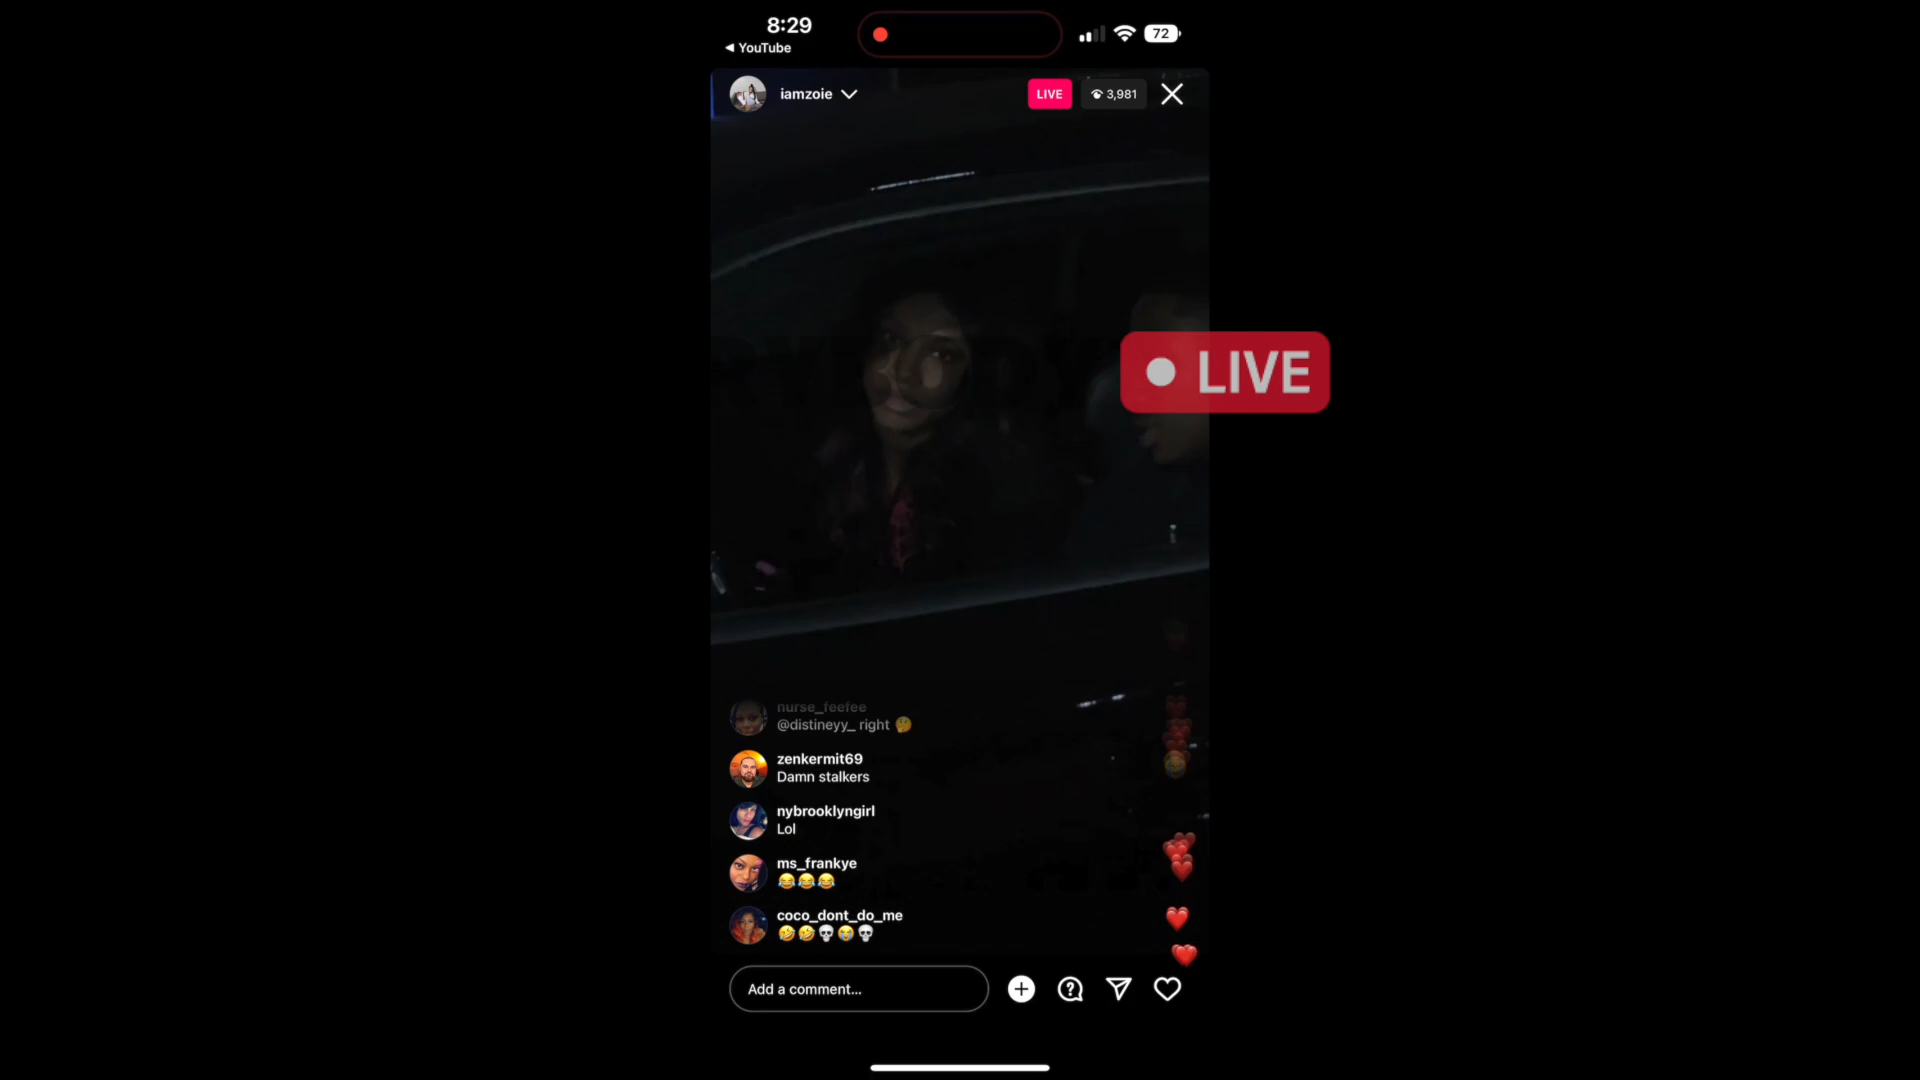 8:29
◀ YouTube
72
iamzoie
LIVE
3,981
LIVE
nurse_feefee
@distineyy_ right 🤔
zenkermit69
Damn stalkers
nybrooklyngirl
Lol
ms_frankye
😂😂😂
coco_dont_do_me
🤣🤣💀😭💀
Add a comment...